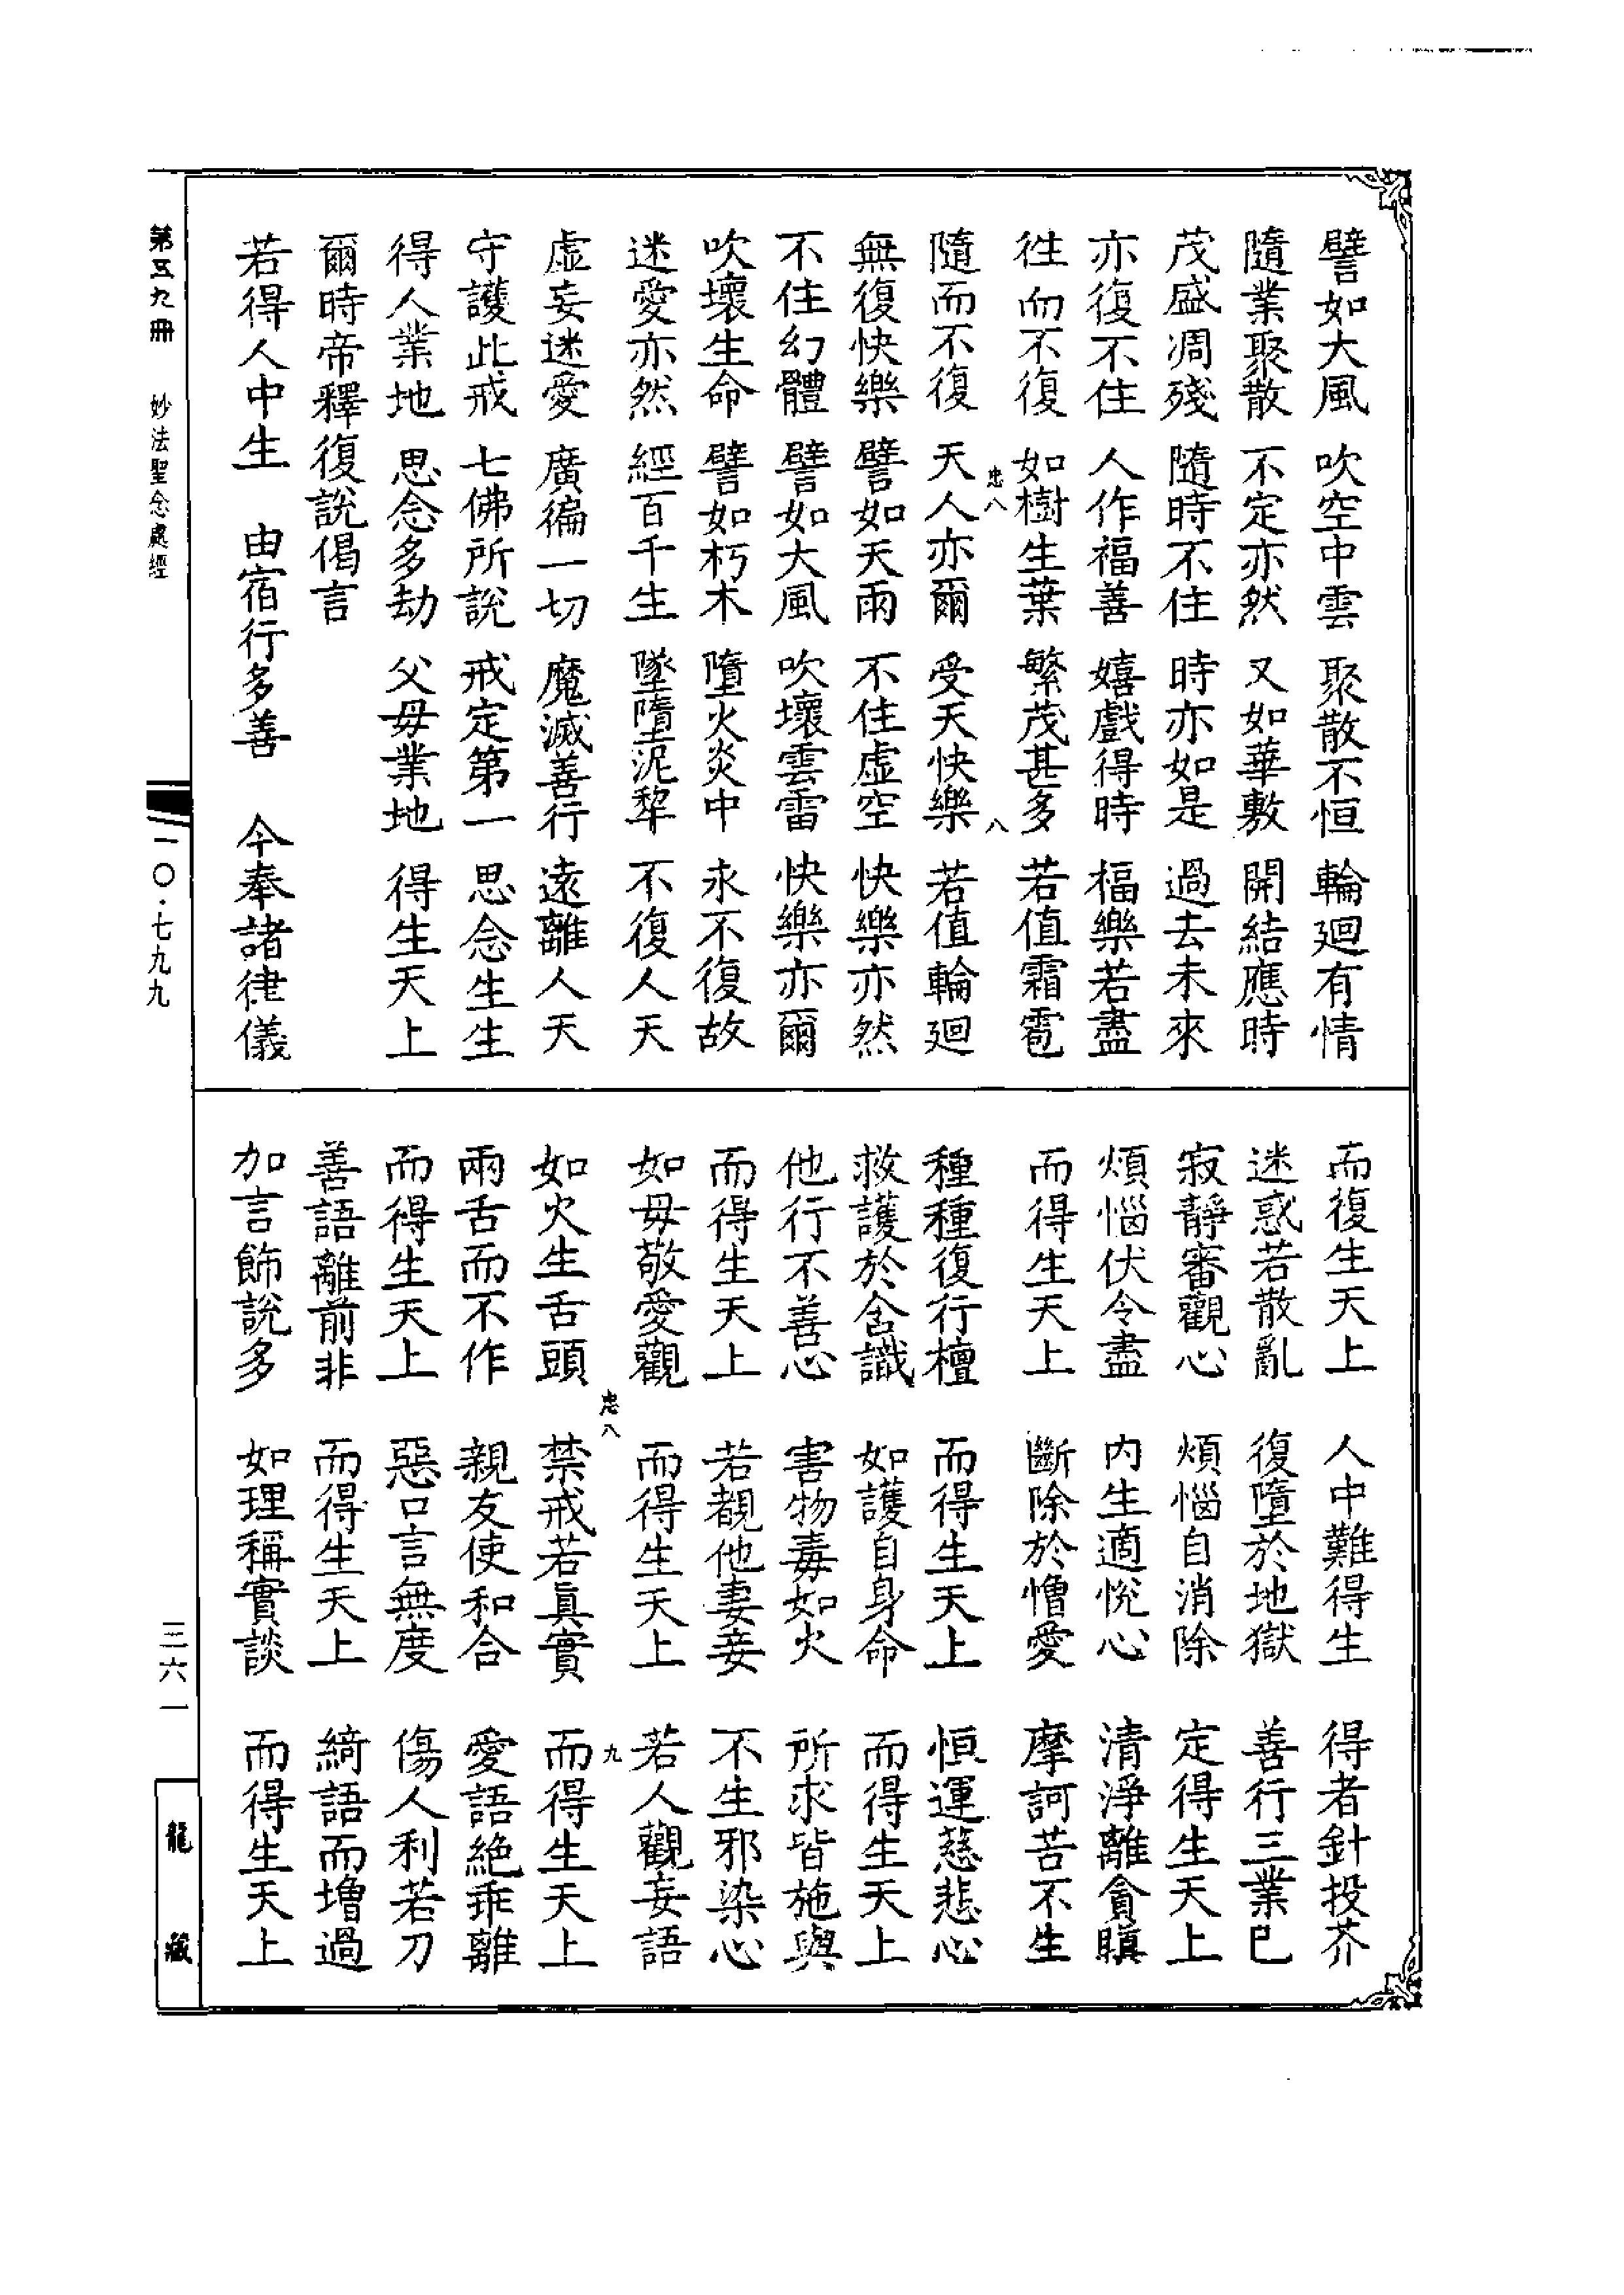 譬如大風　吹空中雲　聚散不恒　輪廻有情
隨業聚散　不定亦然　又如華敷　開結應時
茂盛凋殘　隨時不住　時亦如是　過去未來
亦復不住　人作福善　嬉戲得時　福樂若盡
徃而不復　如樹生葉　繁茂甚多　若值霜雹
忠八　八
隨而不復　天人亦爾　受天快樂　若值輪廻
無復快樂　譬如天雨　不住虛空　快樂亦然
不住幻體　譬如大風　吹壞雲雷　快樂亦爾
吹壞生命　譬如朽木　墮火炎中　永不復故
迷愛亦然　經百千生　墜墮泥犂　不復人天
虛妄迷愛　廣徧一切　魔滅善行　遠離人天
守護此戒　七佛所說　戒定第一　思念生生
得人業地　思念多劫　父母業地　得生天上
爾時帝釋復說偈言
若得人中生　由宿行多善　今奉諸律儀
而復生天上　人中難得生　得者針投芥
迷惑若散亂　復墮於地獄　善行三業已
寂靜審觀心　煩惱自消除　定得生天上
煩惱伏令盡　内生適悅心　清淨離貪瞋
而得生天上　斷除於憎愛　摩訶苦不生
種種復行檀　而得生天上　恒運慈悲心
救護於含識　如護自身命　而得生天上
他行不善心　害物毒如火　所求皆施與
而得生天上　若覩他妻妾　不生邪染心
如母敬愛觀　而得生天上　若人觀妄語
忠八　九
如火生舌頭　禁戒若眞實　而得生天上
兩舌而不作　親友使和合　愛語絶乖離
而得生天上　惡口言無度　傷人利若刀
善語離前非　而得生天上　綺語而增過
加言飾說多　如理稱實談　而得生天上
第五九冊　妙法聖念處經　一〇·七九九　三六一　龍藏